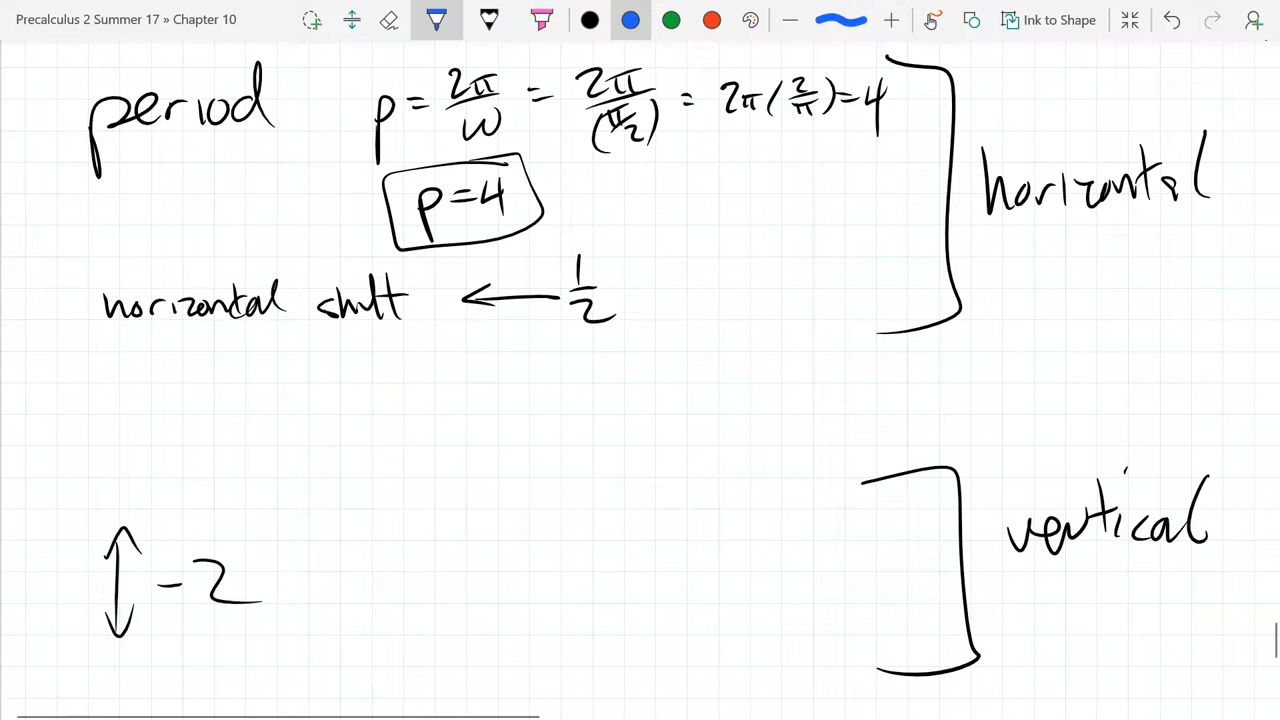 Precalculus 2 Summer 17 » Chapter 10
Ink to Shape
period p = 2π/ω = 2π/(π/2) = 2π(2/π) = 4
p = 4
horizontal
horizontal shift ← 1/2
vertical
↕ -2